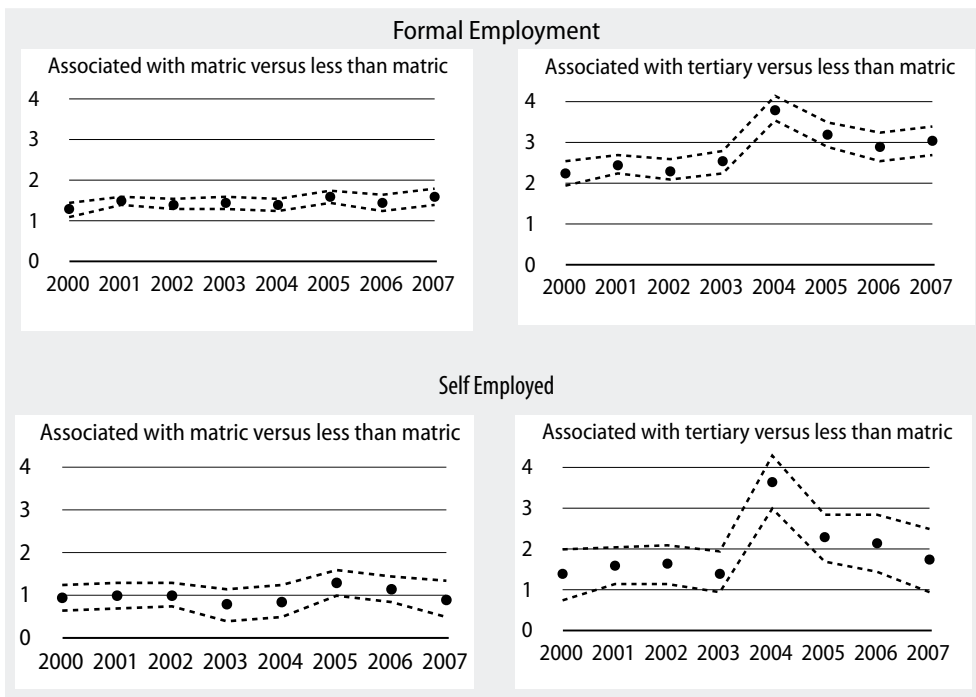 Formal Employment
Associated with matric versus less than matric
4
3
2
1
0
2000 2001 2002 2003 2004 2005 2006 2007
Associated with tertiary versus less than matric
4
3
2
1
0
2000 2001 2002 2003 2004 2005 2006 2007
Self Employed
Associated with matric versus less than matric
4
3
2
1
0
2000 2001 2002 2003 2004 2005 2006 2007
Associated with tertiary versus less than matric
4
3
2
1
0
2000 2001 2002 2003 2004 2005 2006 2007